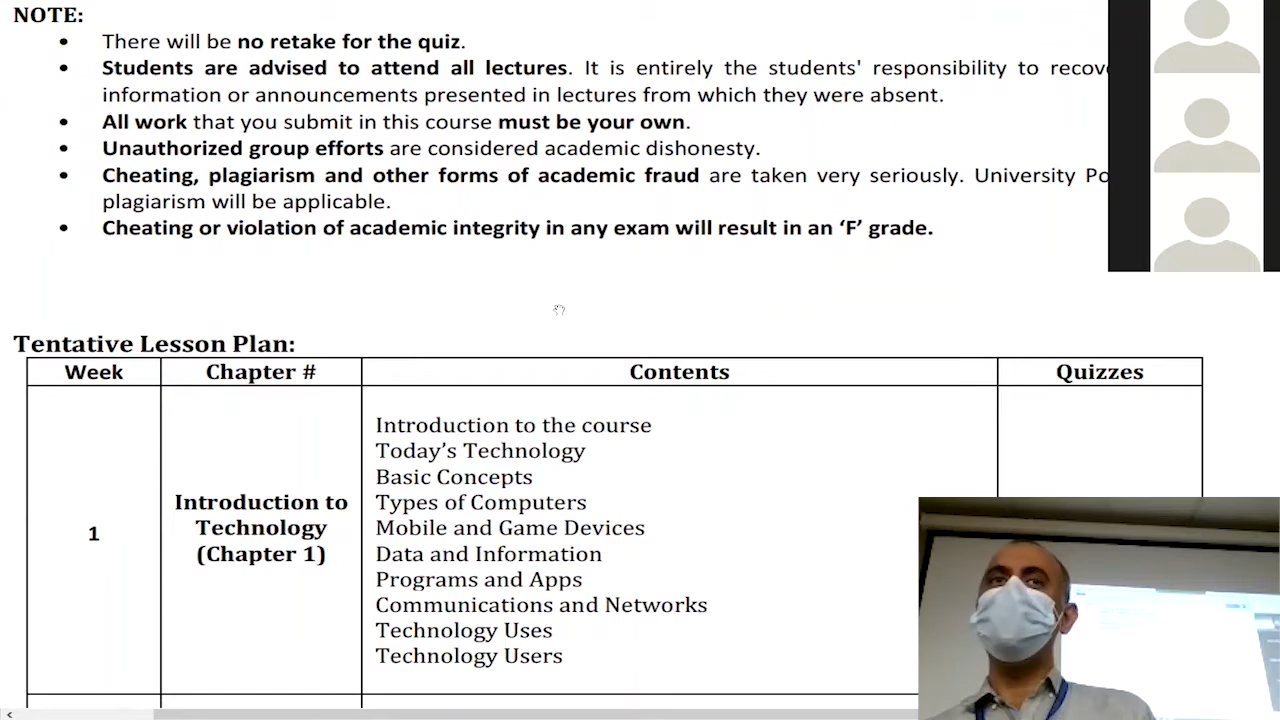 NOTE:
• There will be no retake for the quiz.
• Students are advised to attend all lectures. It is entirely the students' responsibility to
information or announcements presented in lectures from which they were absent.
• All work that you submit in this course must be your own.
• Unauthorized group efforts are considered academic dishonesty.
• Cheating, plagiarism and other forms of academic fraud are taken very seriously. University
plagiarism will be applicable.
• Cheating or violation of academic integrity in any exam will result in an ‘F’ grade.
Tentative Lesson Plan:
Week Chapter # Contents Quizzes
1
Introduction to
Technology
(Chapter 1)
Introduction to the course
Today’s Technology
Basic Concepts
Types of Computers
Mobile and Game Devices
Data and Information
Programs and Apps
Communications and Networks
Technology Uses
Technology Users